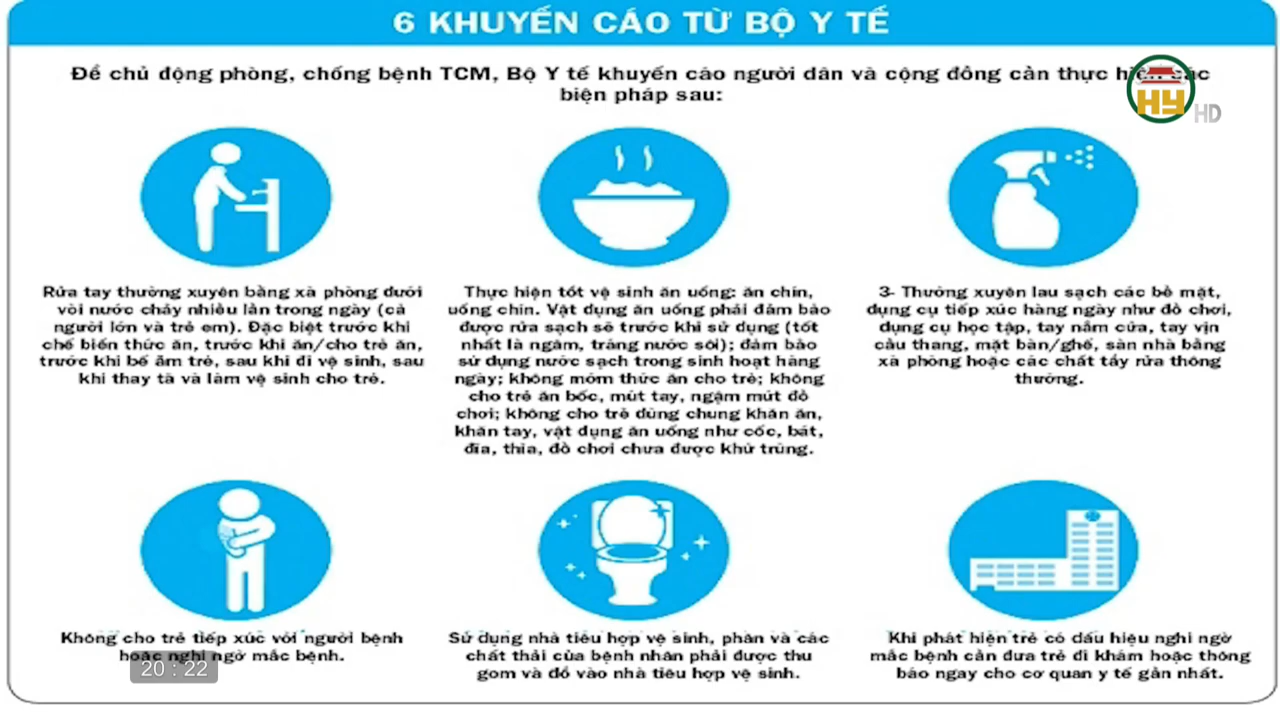 6 KHUYẾN CÁO TỪ BỘ Y TẾ
Để chủ động phòng, chống bệnh TCM, Bộ Y tế khuyến cáo người dân và cộng đồng cần thực hiện các
biện pháp sau:
HY HD
Rửa tay thường xuyên bằng xà phòng dưới
vòi nước chảy nhiều lần trong ngày (cả
người lớn và trẻ em). Đặc biệt trước khi
chế biến thức ăn, trước khi ăn/cho trẻ ăn,
trước khi bế ẵm trẻ, sau khi đi vệ sinh, sau
khi thay tã và làm vệ sinh cho trẻ.
Thực hiện tốt vệ sinh ăn uống: ăn chín,
uống chín. Vật dụng ăn uống phải đảm bảo
được rửa sạch sẽ trước khi sử dụng (tốt
nhất là ngâm, tráng nước sôi); đảm bảo
sử dụng nước sạch trong sinh hoạt hàng
ngày; không mớm thức ăn cho trẻ; không
cho trẻ ăn bốc, mút tay, ngậm mút đồ
chơi; không cho trẻ dùng chung khăn ăn,
khăn tay, vật dụng ăn uống như cốc, bát,
đĩa, thìa, đồ chơi chưa được khử trùng.
3- Thường xuyên lau sạch các bề mặt,
dụng cụ tiếp xúc hàng ngày như đồ chơi,
dụng cụ học tập, tay nắm cửa, tay vịn
cầu thang, mặt bàn/ghế, sàn nhà bằng
xà phòng hoặc các chất tẩy rửa thông
thường.
Không cho trẻ tiếp xúc với người bệnh
hoặc nghi ngờ mắc bệnh.
20 : 22
Sử dụng nhà tiêu hợp vệ sinh, phân và các
chất thải của bệnh nhân phải được thu
gom và đổ vào nhà tiêu hợp vệ sinh.
Khi phát hiện trẻ có dấu hiệu nghi ngờ
mắc bệnh cần đưa trẻ đi khám hoặc thông
báo ngay cho cơ quan y tế gần nhất.